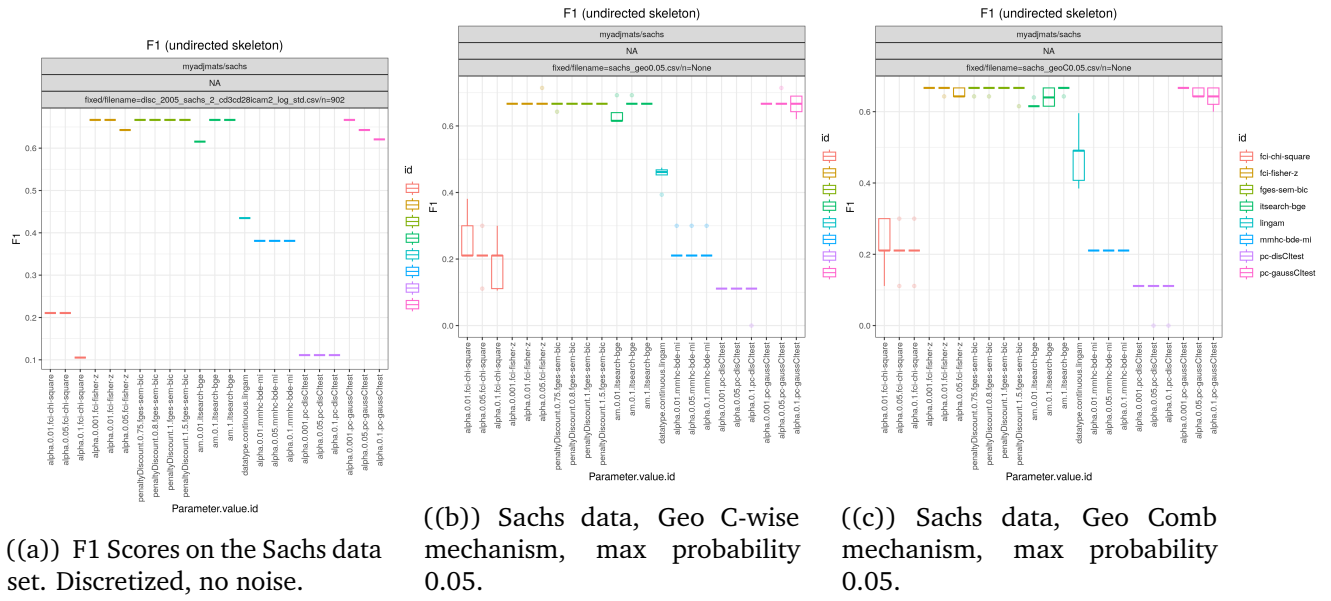 F1 (undirected skeleton)
myadjmats/sachs
NA
fixed/filename=disc_2005_sachs_2_cd3cd28icam2_log_std.csv/n=902
F1
0.6
0.5
0.4
0.3
0.2
0.1
alpha.0.01.fci-chi-square
alpha.0.05.fci-chi-square
alpha.0.1.fci-chi-square
alpha.0.001.fci-fisher-z
alpha.0.01.fci-fisher-z
alpha.0.05.fci-fisher-z
penaltyDiscount.0.75.fges-sem-bic
penaltyDiscount.0.8.fges-sem-bic
penaltyDiscount.1.fges-sem-bic
penaltyDiscount.1.5.fges-sem-bic
am.0.01.itsearch-bge
am.0.1.itsearch-bge
am.1.itsearch-bge
datatype.continuous.lingam
alpha.0.01.mmhc-bde-mi
alpha.0.05.mmhc-bde-mi
alpha.0.1.mmhc-bde-mi
alpha.0.001.pc-disCItest
alpha.0.05.pc-disCItest
alpha.0.1.pc-disCItest
alpha.0.001.pc-gaussCItest
alpha.0.05.pc-gaussCItest
alpha.0.1.pc-gaussCItest
Parameter.value.id
id
((a)) F1 Scores on the Sachs data
set. Discretized, no noise.
F1 (undirected skeleton)
myadjmats/sachs
NA
fixed/filename=sachs_geo0.05.csv/n=None
F1
0.6
0.4
0.2
0.0
alpha.0.01.fci-chi-square
alpha.0.05.fci-chi-square
alpha.0.1.fci-chi-square
alpha.0.001.fci-fisher-z
alpha.0.01.fci-fisher-z
alpha.0.05.fci-fisher-z
penaltyDiscount.0.75.fges-sem-bic
penaltyDiscount.0.8.fges-sem-bic
penaltyDiscount.1.fges-sem-bic
penaltyDiscount.1.5.fges-sem-bic
am.0.01.itsearch-bge
am.0.1.itsearch-bge
am.1.itsearch-bge
datatype.continuous.lingam
alpha.0.01.mmhc-bde-mi
alpha.0.05.mmhc-bde-mi
alpha.0.1.mmhc-bde-mi
alpha.0.001.pc-disCItest
alpha.0.05.pc-disCItest
alpha.0.1.pc-disCItest
alpha.0.001.pc-gaussCItest
alpha.0.05.pc-gaussCItest
alpha.0.1.pc-gaussCItest
Parameter.value.id
((b)) Sachs data, Geo C-wise
mechanism, max probability
0.05.
F1 (undirected skeleton)
myadjmats/sachs
NA
fixed/filename=sachs_geoC0.05.csv/n=None
F1
0.6
0.4
0.2
0.0
alpha.0.01.fci-chi-square
alpha.0.05.fci-chi-square
alpha.0.1.fci-chi-square
alpha.0.001.fci-fisher-z
alpha.0.01.fci-fisher-z
alpha.0.05.fci-fisher-z
penaltyDiscount.0.75.fges-sem-bic
penaltyDiscount.0.8.fges-sem-bic
penaltyDiscount.1.fges-sem-bic
penaltyDiscount.1.5.fges-sem-bic
am.0.01.itsearch-bge
am.0.1.itsearch-bge
am.1.itsearch-bge
datatype.continuous.lingam
alpha.0.01.mmhc-bde-mi
alpha.0.05.mmhc-bde-mi
alpha.0.1.mmhc-bde-mi
alpha.0.001.pc-disCItest
alpha.0.05.pc-disCItest
alpha.0.1.pc-disCItest
alpha.0.001.pc-gaussCItest
alpha.0.05.pc-gaussCItest
alpha.0.1.pc-gaussCItest
Parameter.value.id
id
fci-chi-square
fci-fisher-z
fges-sem-bic
itsearch-bge
lingam
mmhc-bde-mi
pc-disCItest
pc-gaussCItest
((c)) Sachs data, Geo Comb
mechanism, max probability
0.05.